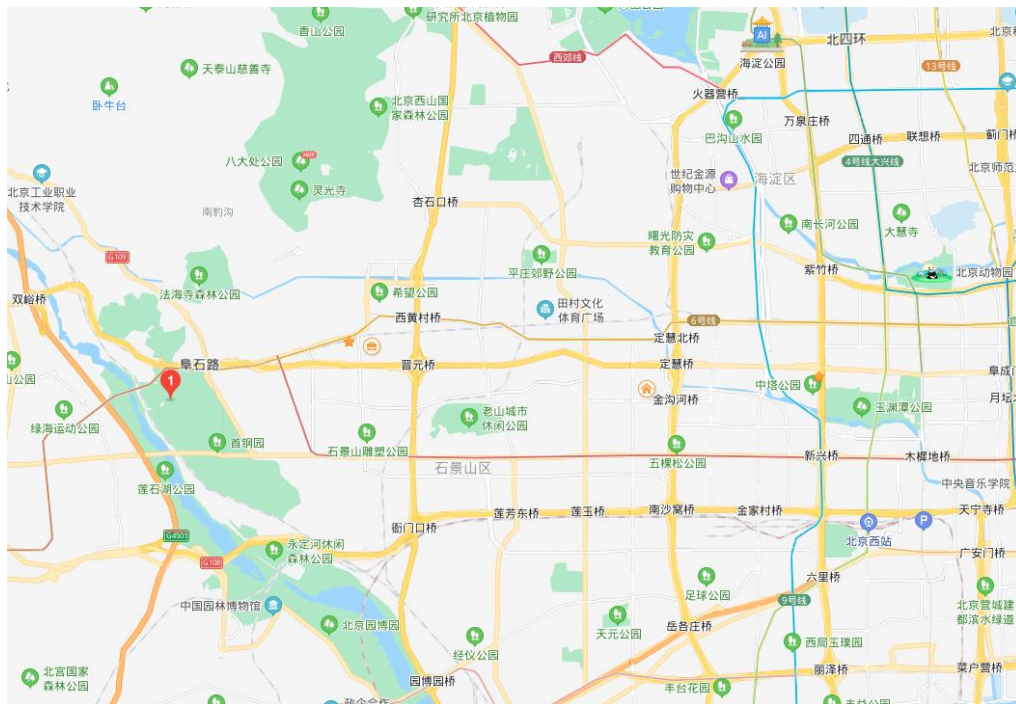 香山公园
研究所北京植物园
西郊线
AI
海淀公园
北四环
13号线
天泰山慈善寺
卧牛台
北京西山国
家森林公园
火器营桥
巴沟山水园
万泉庄桥
四通桥
联想桥
蓟门桥
4号线大兴线
北京师范
八大处公园
HOT
灵光寺
世纪金源
购物中心
海淀区
北京工业职业
技术学院
南豹沟
杏石口桥
南长河公园
大慧寺
曙光防灾
教育公园
G109
法海寺森林公园
平庄郊野公园
紫竹桥
北京动物园
双峪桥
希望公园
田村文化
体育广场
西黄村桥
6号线
定慧北桥
阜石路
晋元桥
定慧桥
阜成门
1
山公园
金沟河桥
中塔公园
月坛北
玉渊潭公园
绿海运动公园
首钢园
石景山雕塑公园
老山城市
休闲公园
石景山区
五棵松公园
新兴桥
木樨地桥
中央音乐学院
莲石湖公园
莲芳东桥
莲玉桥
南沙窝桥
金家村桥
天宁寺桥
衙门口桥
P
北京西站
G4501
永定河休闲
森林公园
G108
广安门桥
六里桥
中国园林博物馆
足球公园
9号线
北京营城建
都滨水绿道
北京园博园
天元公园
岳各庄桥
经仪公园
西局玉璞园
北宫国家
森林公园
园博园桥
丰台花园
丽泽桥
菜户营桥
政企合作
丰益公园